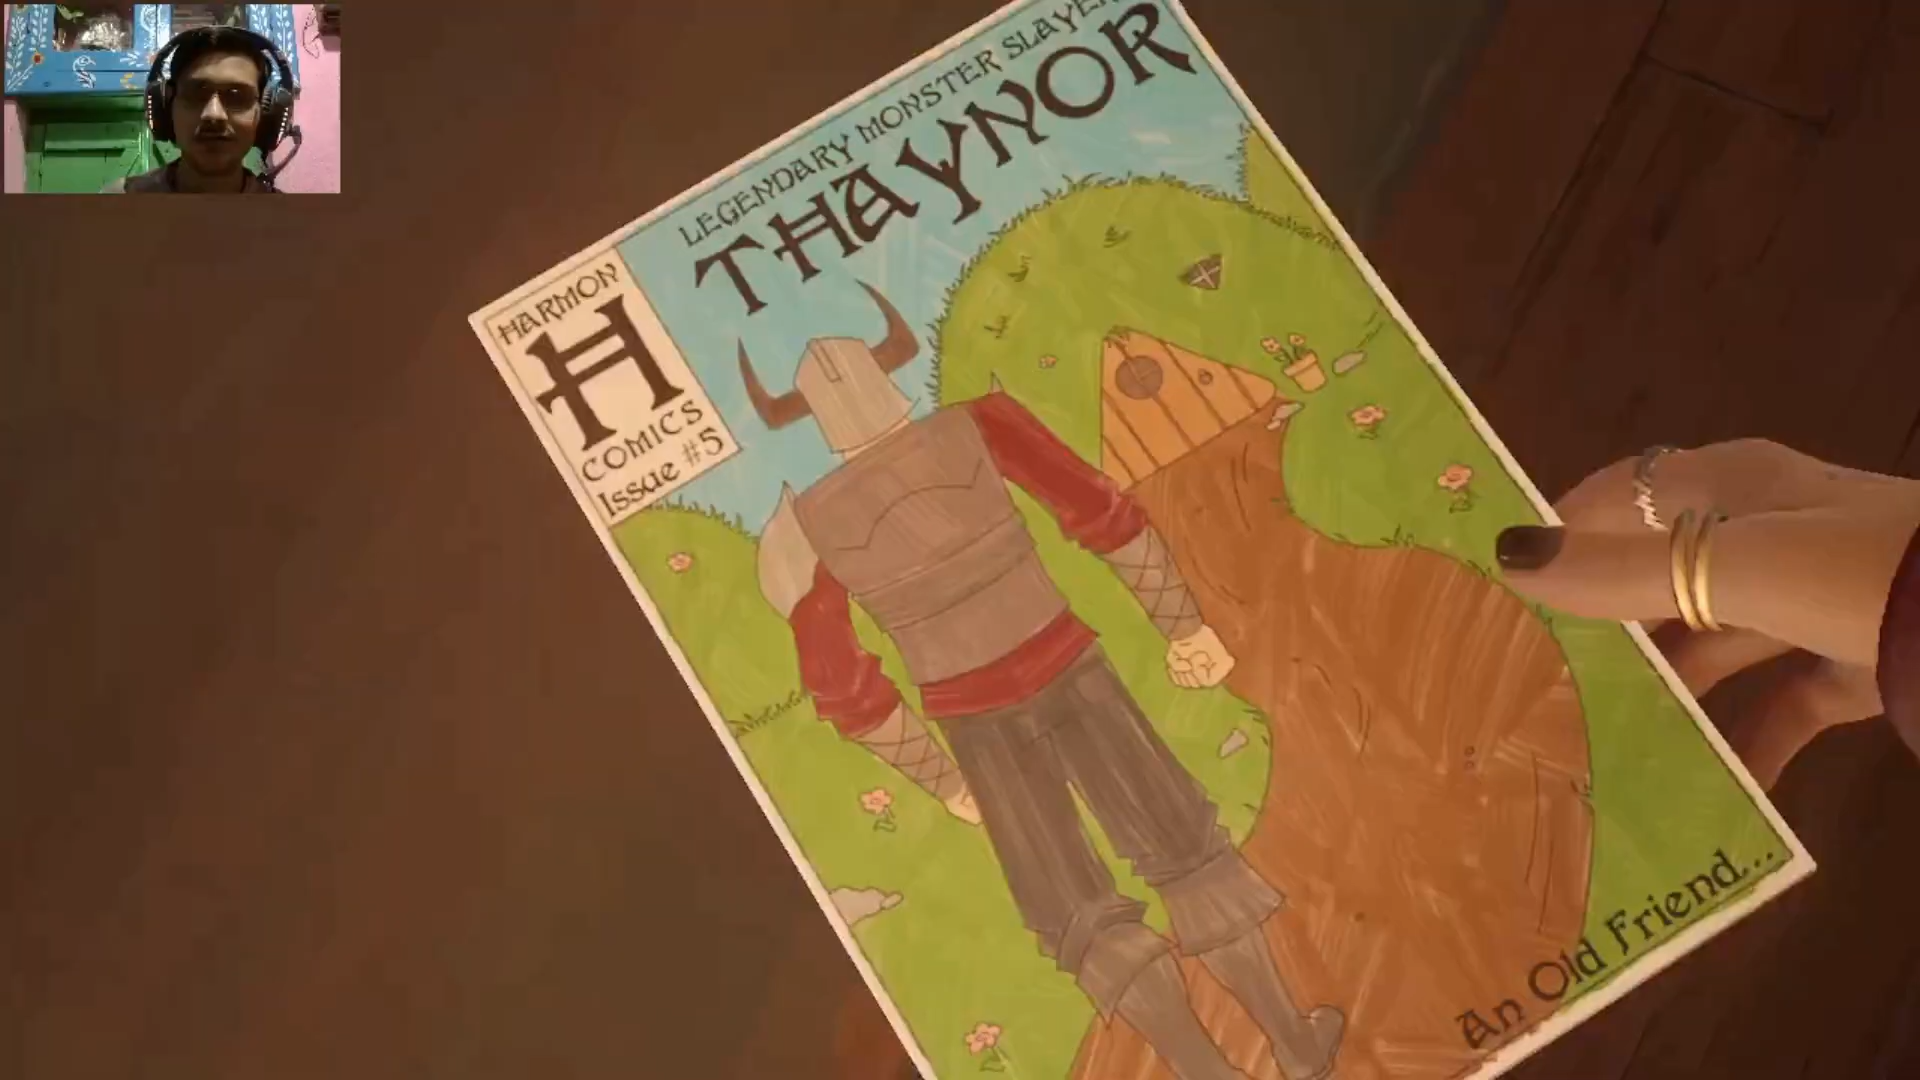 LEGENDARY MONSTER SLAYER
THAYNOR
HARMON
H
COMICS
Issue #5
An Old Friend...